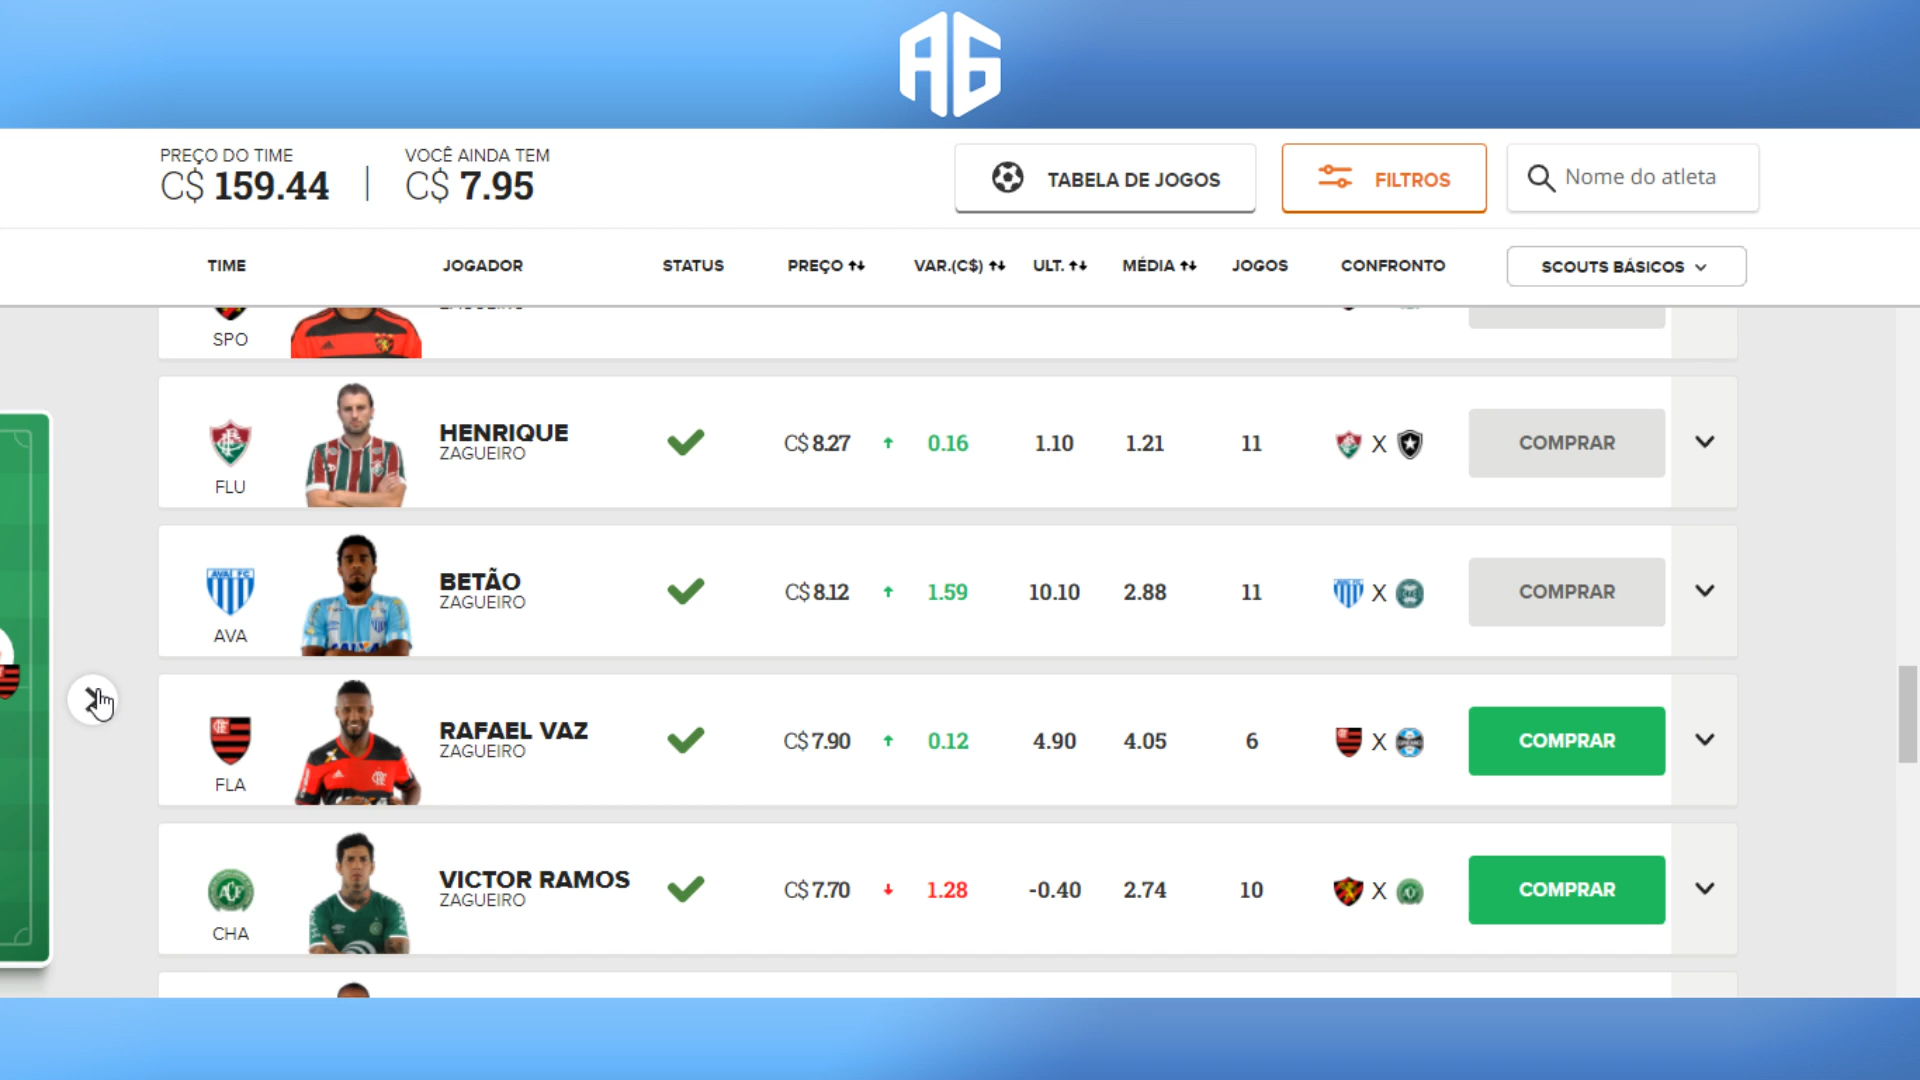 AG
PREÇO DO TIME
C$ 159.44
VOCÊ AINDA TEM
C$ 7.95
TABELA DE JOGOS
FILTROS
Nome do atleta
TIME JOGADOR STATUS PREÇO VAR.(C$) ULT. MÉDIA JOGOS CONFRONTO SCOUTS BÁSICOS
SPO
HENRIQUE
ZAGUEIRO
FLU
C$ 8.27 0.16 1.10 1.21 11 X COMPRAR
BETÃO
ZAGUEIRO
AVA
C$ 8.12 1.59 10.10 2.88 11 X COMPRAR
RAFAEL VAZ
ZAGUEIRO
FLA
C$ 7.90 0.12 4.90 4.05 6 X COMPRAR
VICTOR RAMOS
ZAGUEIRO
CHA
C$ 7.70 1.28 -0.40 2.74 10 X COMPRAR